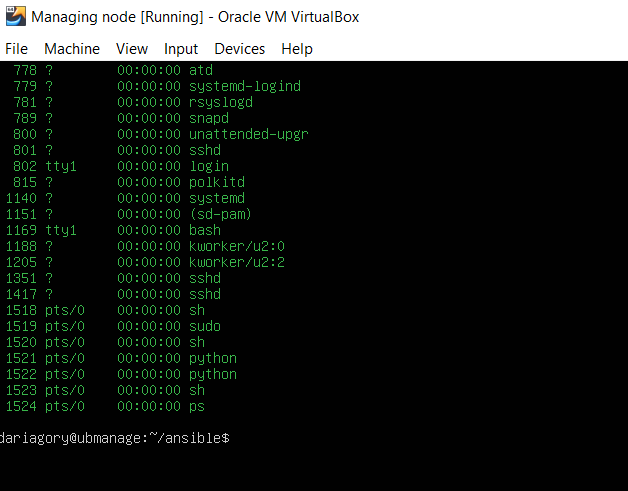 Managing node [Running] - Oracle VM VirtualBox
File Machine View Input Devices Help
778 ? 00:00:00 atd
779 ? 00:00:00 systemd-logind
781 ? 00:00:00 rsyslogd
789 ? 00:00:00 snapd
800 ? 00:00:00 unattended-upgr
801 ? 00:00:00 sshd
802 tty1 00:00:00 login
815 ? 00:00:00 polkitd
1140 ? 00:00:00 systemd
1151 ? 00:00:00 (sd-pam)
1169 tty1 00:00:00 bash
1188 ? 00:00:00 kworker/u2:0
1205 ? 00:00:00 kworker/u2:2
1351 ? 00:00:00 sshd
1417 ? 00:00:00 sshd
1518 pts/0 00:00:00 sh
1519 pts/0 00:00:00 sudo
1520 pts/0 00:00:00 sh
1521 pts/0 00:00:00 python
1522 pts/0 00:00:00 python
1523 pts/0 00:00:00 sh
1524 pts/0 00:00:00 ps
dariagory@ubmanage:~/ansible$